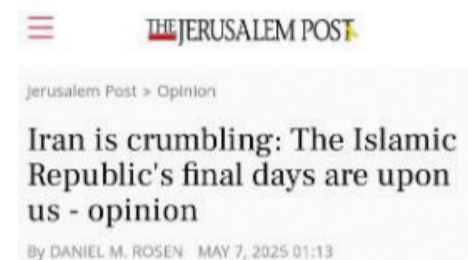 THE JERUSALEM POST
Jerusalem Post > Opinion
Iran is crumbling: The Islamic
Republic's final days are upon
us - opinion
By DANIEL M. ROSEN MAY 7, 2025 01:13